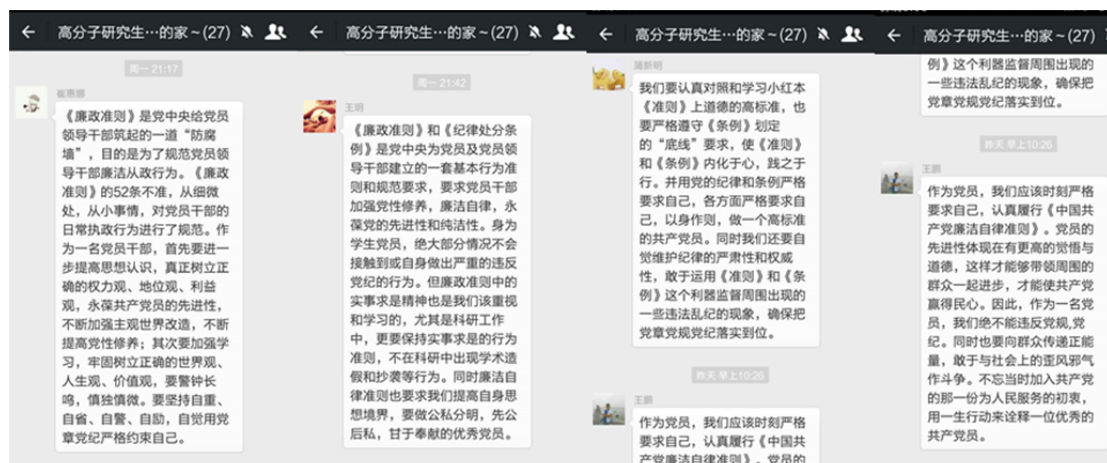 高分子研究生…的家～(27)
周一 21:17
崔惠娜
《廉政准则》是党中央给党员
领导干部筑起的一道“防腐
墙”，目的是为了规范党员领
导干部廉洁从政行为。《廉政
准则》的52条不准，从细微
处，从小事情，对党员干部的
日常执政行为进行了规范。作
为一名党员干部，首先要进一
步提高思想认识，真正树立正
确的权力观、地位观、利益
观，永葆共产党员的先进性，
不断加强主观世界改造，不断
提高党性修养；其次要加强学
习，牢固树立正确的世界观、
人生观、价值观，要警钟长
鸣，慎独慎微。要坚持自重、
自省、自警、自励，自觉用党
章党纪严格约束自己。
高分子研究生…的家～(27)
周一 21:42
王玥
《廉政准则》和《纪律处分条
例》是党中央为党员及党员领
导干部建立的一套基本行为准
则和规范要求，要求党员干部
加强党性修养，廉洁自律，永
葆党的先进性和纯洁性。身为
学生党员，绝大部分情况不会
接触到或自身做出严重的违反
党纪的行为。但廉政准则中的
实事求是精神也是我们该重视
和学习的，尤其是科研工作
中，更要保持实事求是的行为
准则，不在科研中出现学术造
假和抄袭等行为。同时廉洁自
律准则也要求我们提高自身思
想境界，要做公私分明，先公
后私，甘于奉献的优秀党员。
高分子研究生…的家～(27)
蒲新明
我们要认真对照和学习小红本
《准则》上道德的高标准，也
要严格遵守《条例》划定
的“底线”要求，使《准则》
和《条例》内化于心，践之于
行。并用党的纪律和条例严格
要求自己，各方面严格要求自
己，以身作则，做一个高标准
的共产党员。同时我们还要自
觉维护纪律的严肃性和权威
性，敢于运用《准则》和《条
例》这个利器监督周围出现的
一些违法乱纪的现象，确保把
党章党规党纪落实到位。
昨天 早上10:26
王鹏
作为党员，我们应该时刻严格
要求自己，认真履行《中国共
产党廉洁自律准则》。党员的
高分子研究生…的家～(27)
例》这个利器监督周围出现的
一些违法乱纪的现象，确保把
党章党规党纪落实到位。
昨天 早上10:26
王鹏
作为党员，我们应该时刻严格
要求自己，认真履行《中国共
产党廉洁自律准则》。党员的
先进性体现在有更高的觉悟与
道德，这样才能够带领周围的
群众一起进步，才能使共产党
赢得民心。因此，作为一名党
员，我们绝不能违反党规,党
纪。同时也要向群众传递正能
量，敢于与社会上的歪风邪气
作斗争。不忘当时加入共产党
的那一份为人民服务的初衷，
用一生行动来诠释一位优秀的
共产党员。